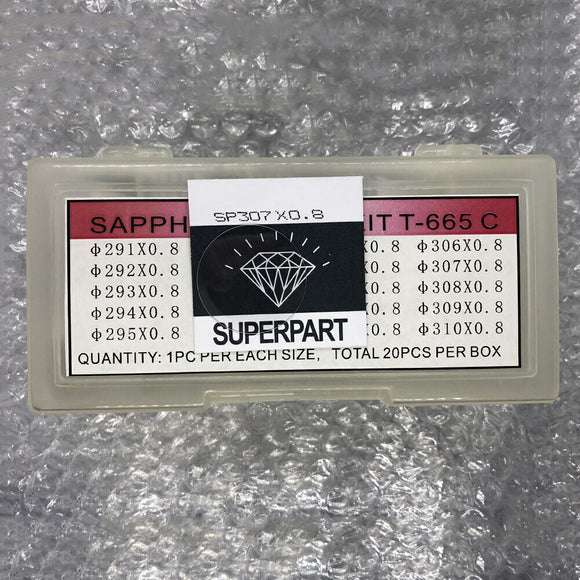 SP307X0.8
SUPERPART
SAPPH IT T-665 C
Φ291X0.8 X0.8 Φ306X0.8
Φ292X0.8 X0.8 Φ307X0.8
Φ293X0.8 X0.8 Φ308X0.8
Φ294X0.8 X0.8 Φ309X0.8
Φ295X0.8 X0.8 Φ310X0.8
QUANTITY: 1PC PER EACH SIZE, TOTAL 20PCS PER BOX